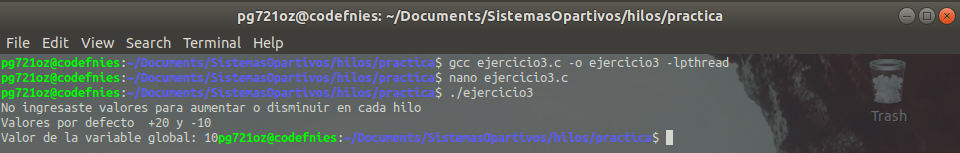 pg721oz@codefnies: ~/Documents/SistemasOpartivos/hilos/practica
File Edit View Search Terminal Help
pg721oz@codefnies:~/Documents/SistemasOpartivos/hilos/practica$ gcc ejercicio3.c -o ejercicio3 -lpthread
pg721oz@codefnies:~/Documents/SistemasOpartivos/hilos/practica$ nano ejercicio3.c
pg721oz@codefnies:~/Documents/SistemasOpartivos/hilos/practica$ ./ejercicio3
No ingresaste valores para aumentar o disminuir en cada hilo
Valores por defecto  +20 y -10
Valor de la variable global: 10pg721oz@codefnies:~/Documents/SistemasOpartivos/hilos/practica$
Trash